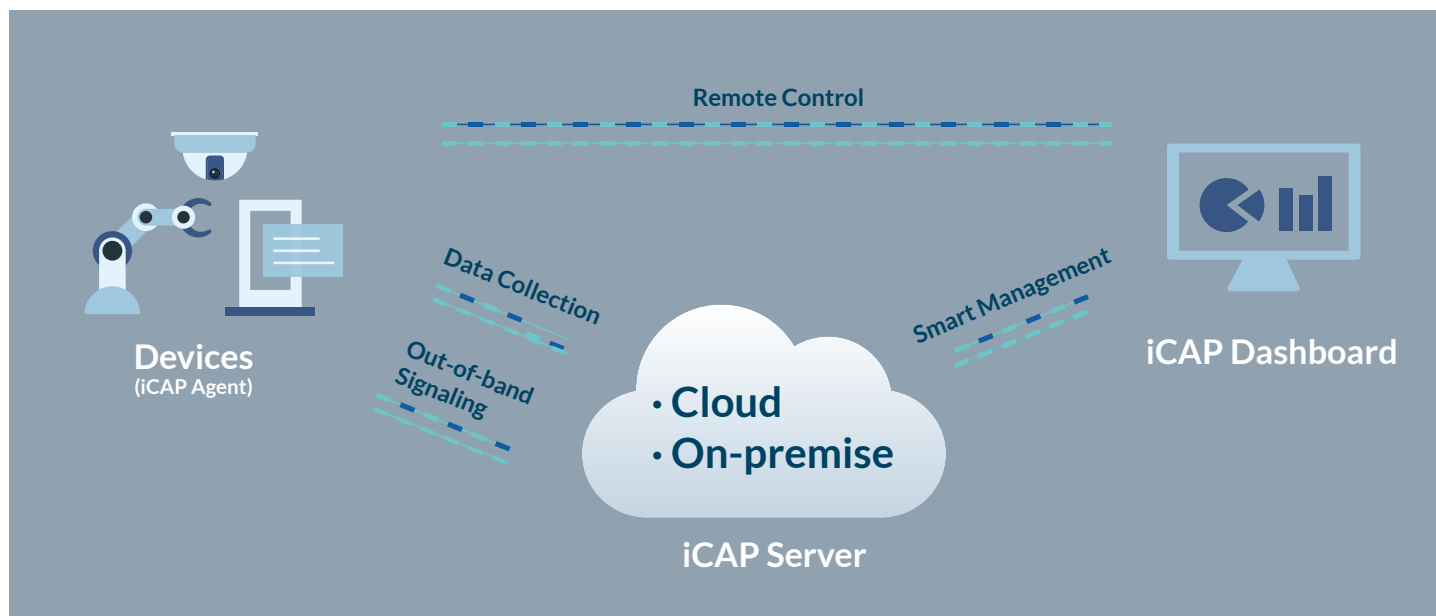 Remote Control
Data Collection
Smart Management
Out-of-band
Signaling
Devices
(iCAP Agent)
iCAP Dashboard
· Cloud
· On-premise
iCAP Server